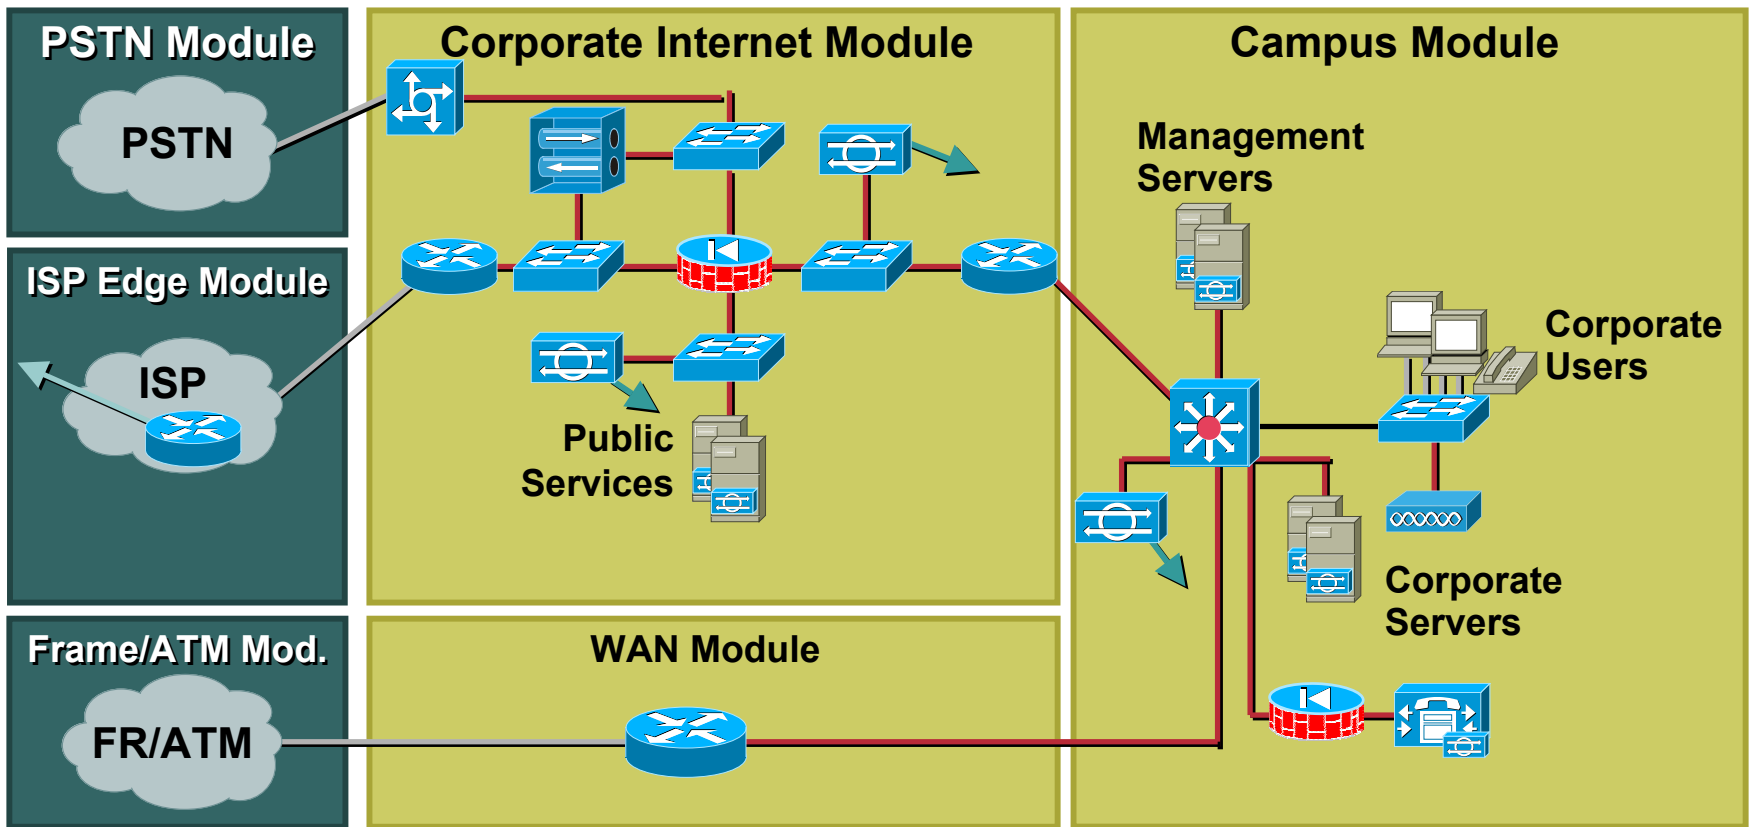 PSTN Module
PSTN
ISP Edge Module
ISP
Frame/ATM Mod.
FR/ATM
Corporate Internet Module
Public
Services
WAN Module
Campus Module
Management
Servers
Corporate
Users
Corporate
Servers